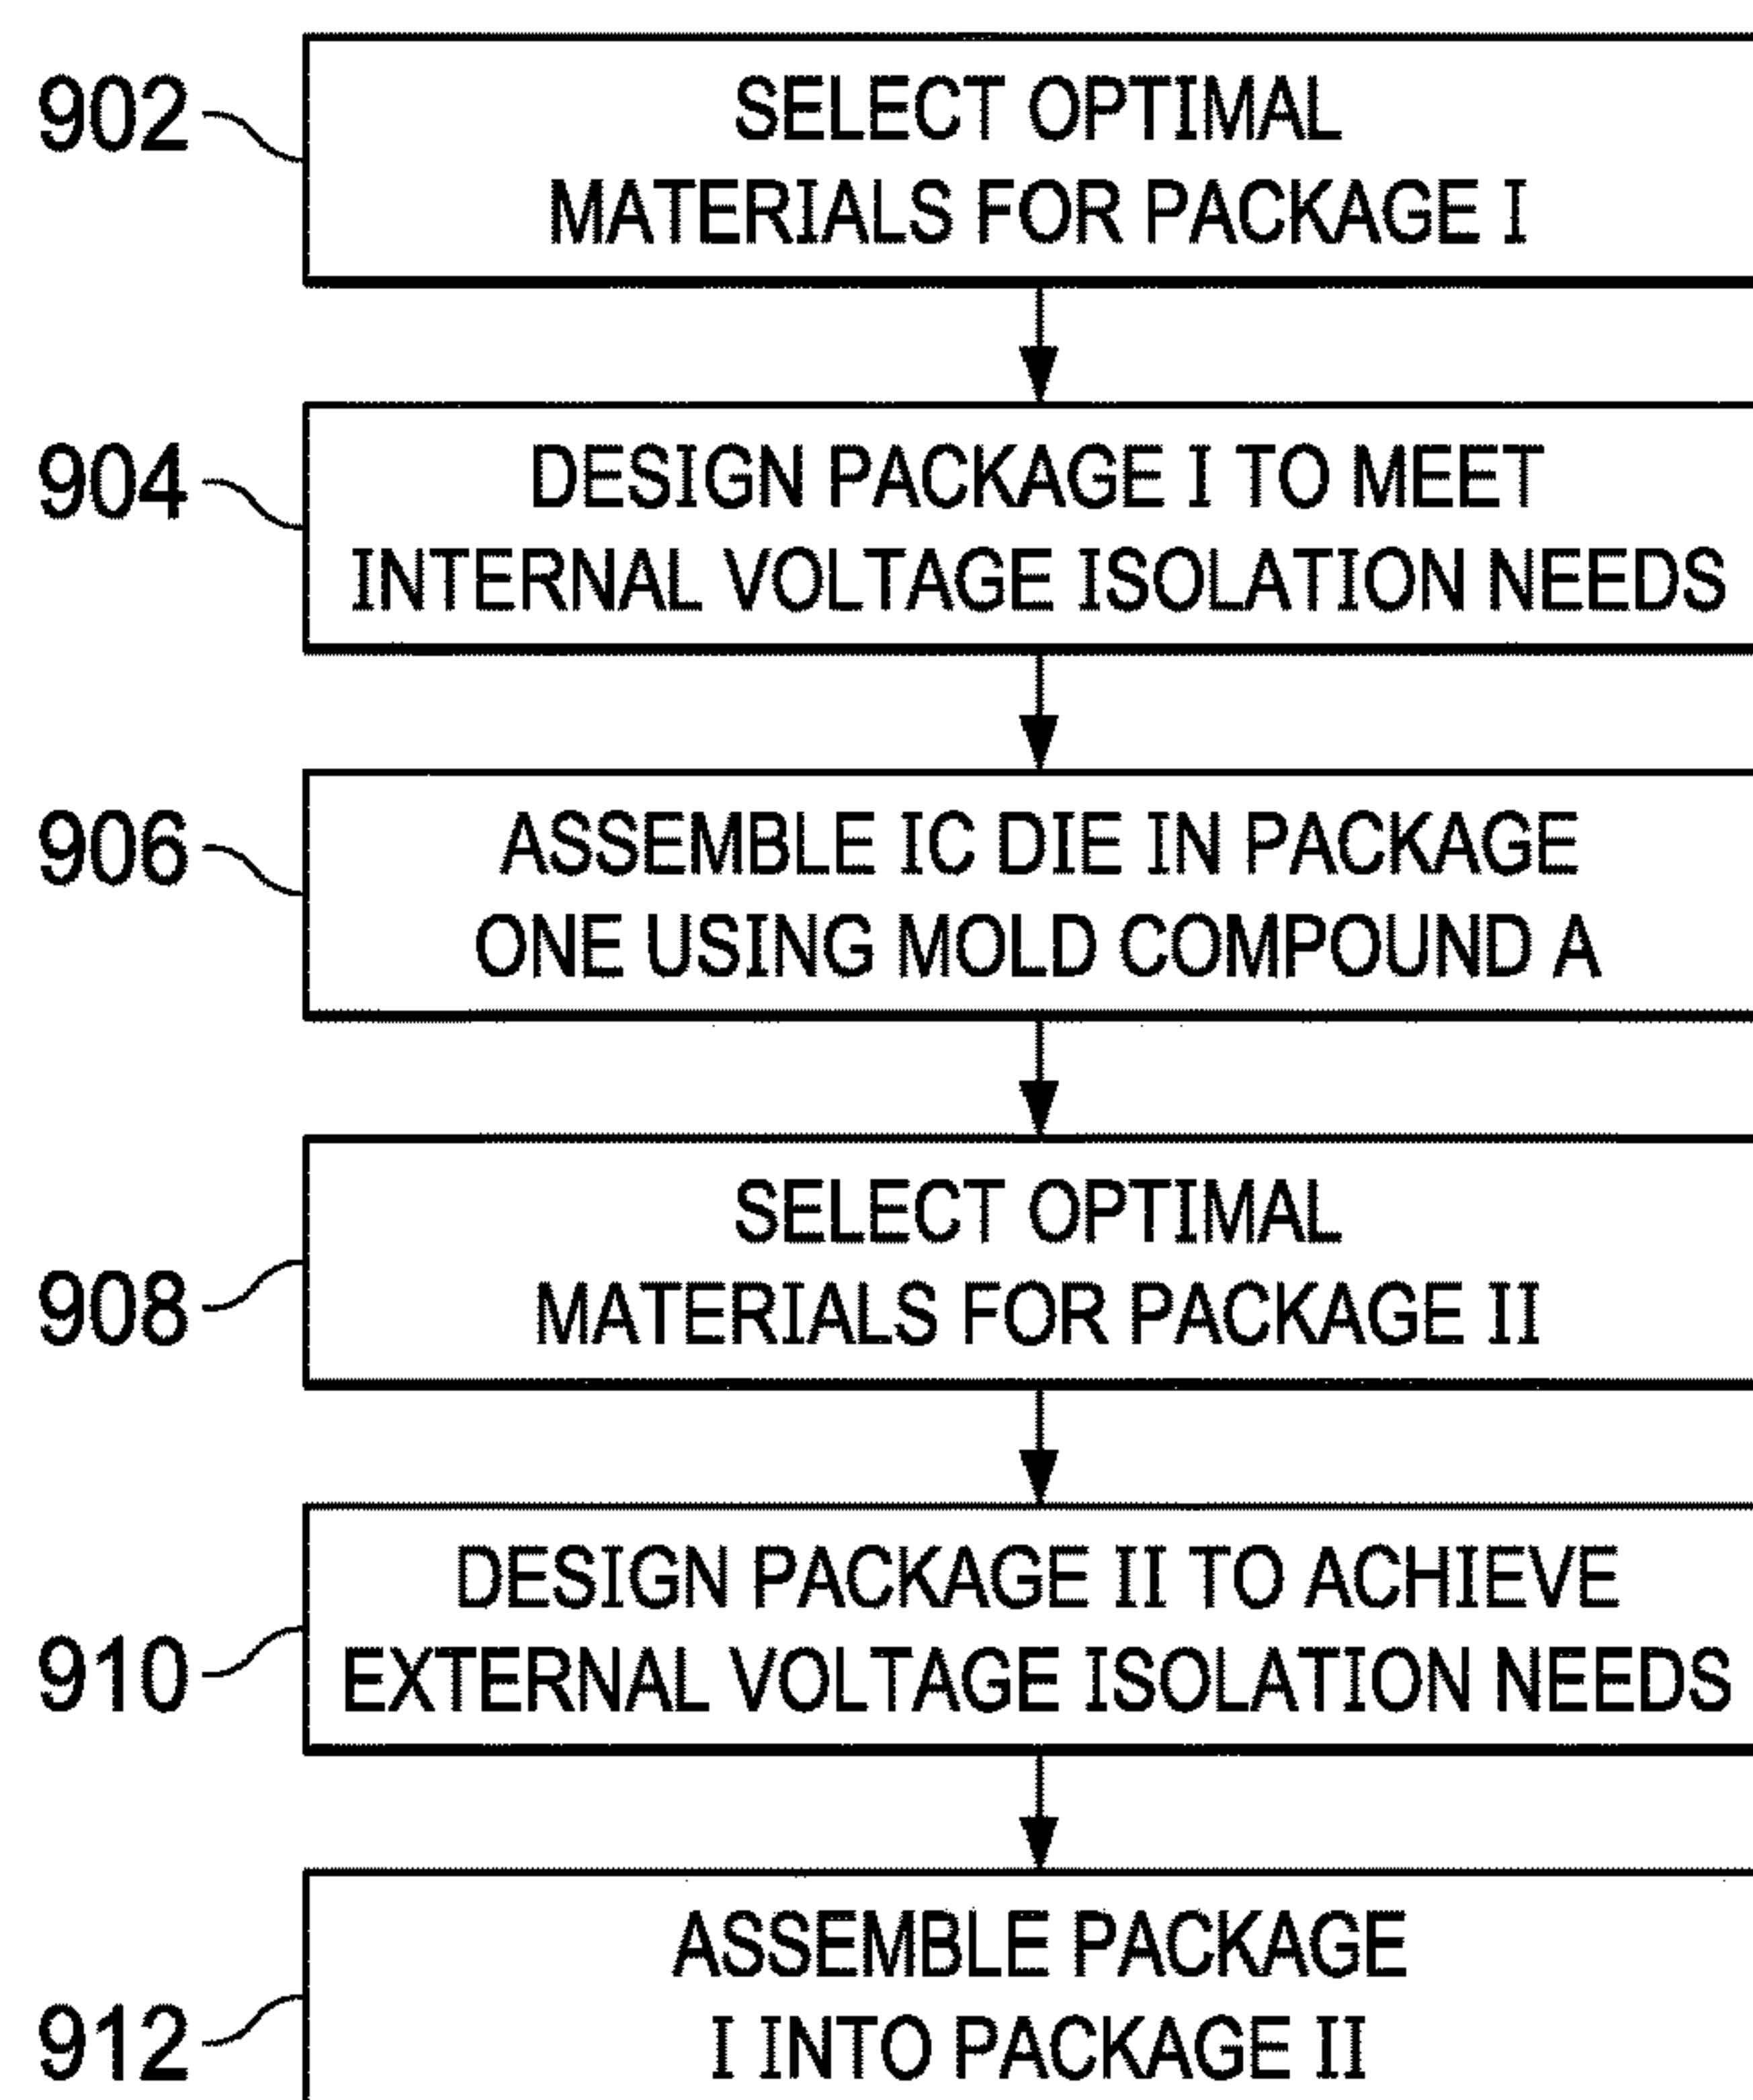 902
SELECT OPTIMAL
MATERIALS FOR PACKAGE I
904
DESIGN PACKAGE I TO MEET
INTERNAL VOLTAGE ISOLATION NEEDS
906
ASSEMBLE IC DIE IN PACKAGE
ONE USING MOLD COMPOUND A
908
SELECT OPTIMAL
MATERIALS FOR PACKAGE II
910
DESIGN PACKAGE II TO ACHIEVE
EXTERNAL VOLTAGE ISOLATION NEEDS
912
ASSEMBLE PACKAGE
I INTO PACKAGE II